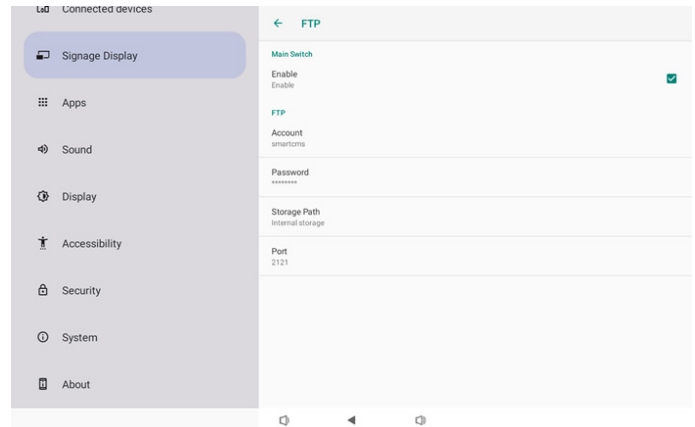 Connected devices
Signage Display
Apps
Sound
Display
Accessibility
Security
System
About
FTP
Main Switch
Enable
Enable
FTP
Account
smartcms
Password
********
Storage Path
Internal storage
Port
2121